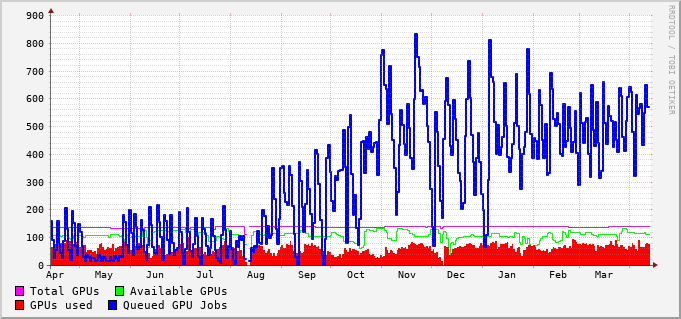 RRDTOOL / TOBI OETIKER
900
800
700
600
500
400
300
200
100
0
Apr May Jun Jul Aug Sep Oct Nov Dec Jan Feb Mar
Total GPUs Available GPUs
GPUs used Queued GPU Jobs